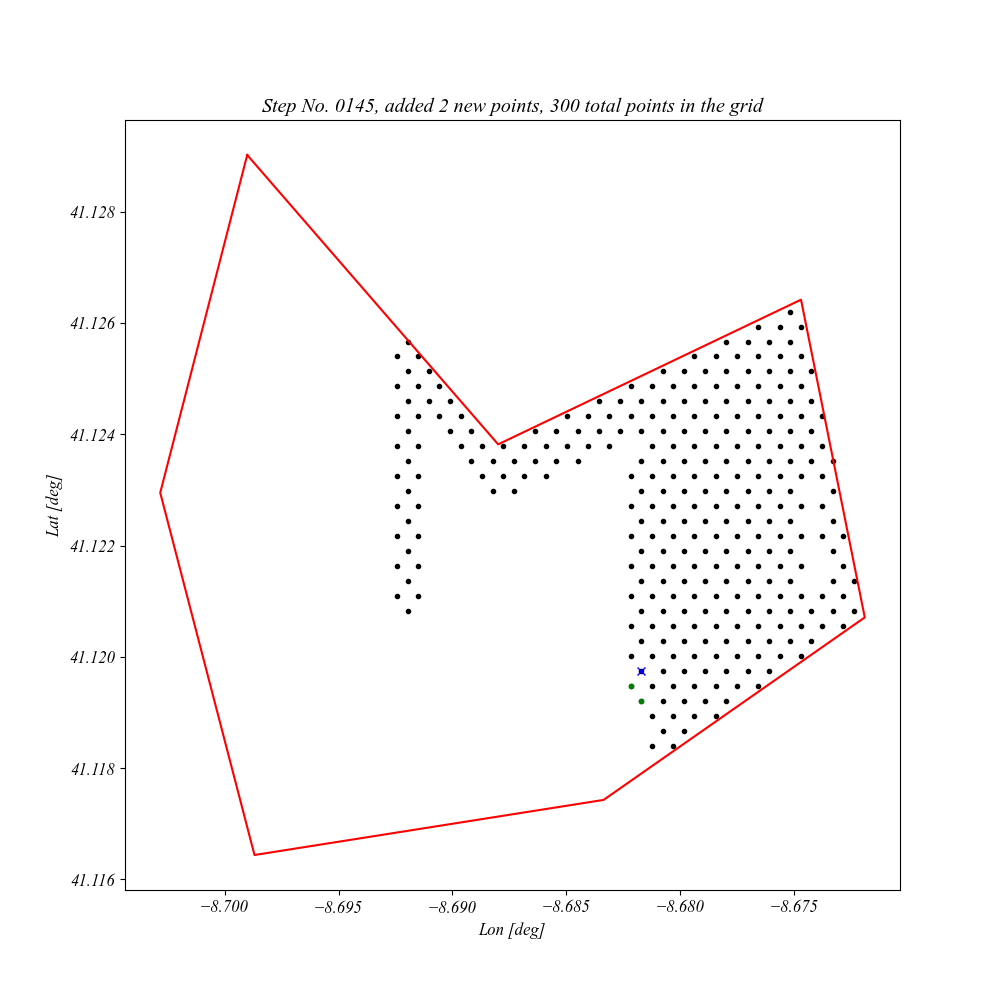 Step No. 0145, added 2 new points, 300 total points in the grid
41.128
41.126
41.124
41.122
41.120
41.118
41.116
Lat [deg]
−8.700 −8.695 −8.690 −8.685 −8.680 −8.675
Lon [deg]